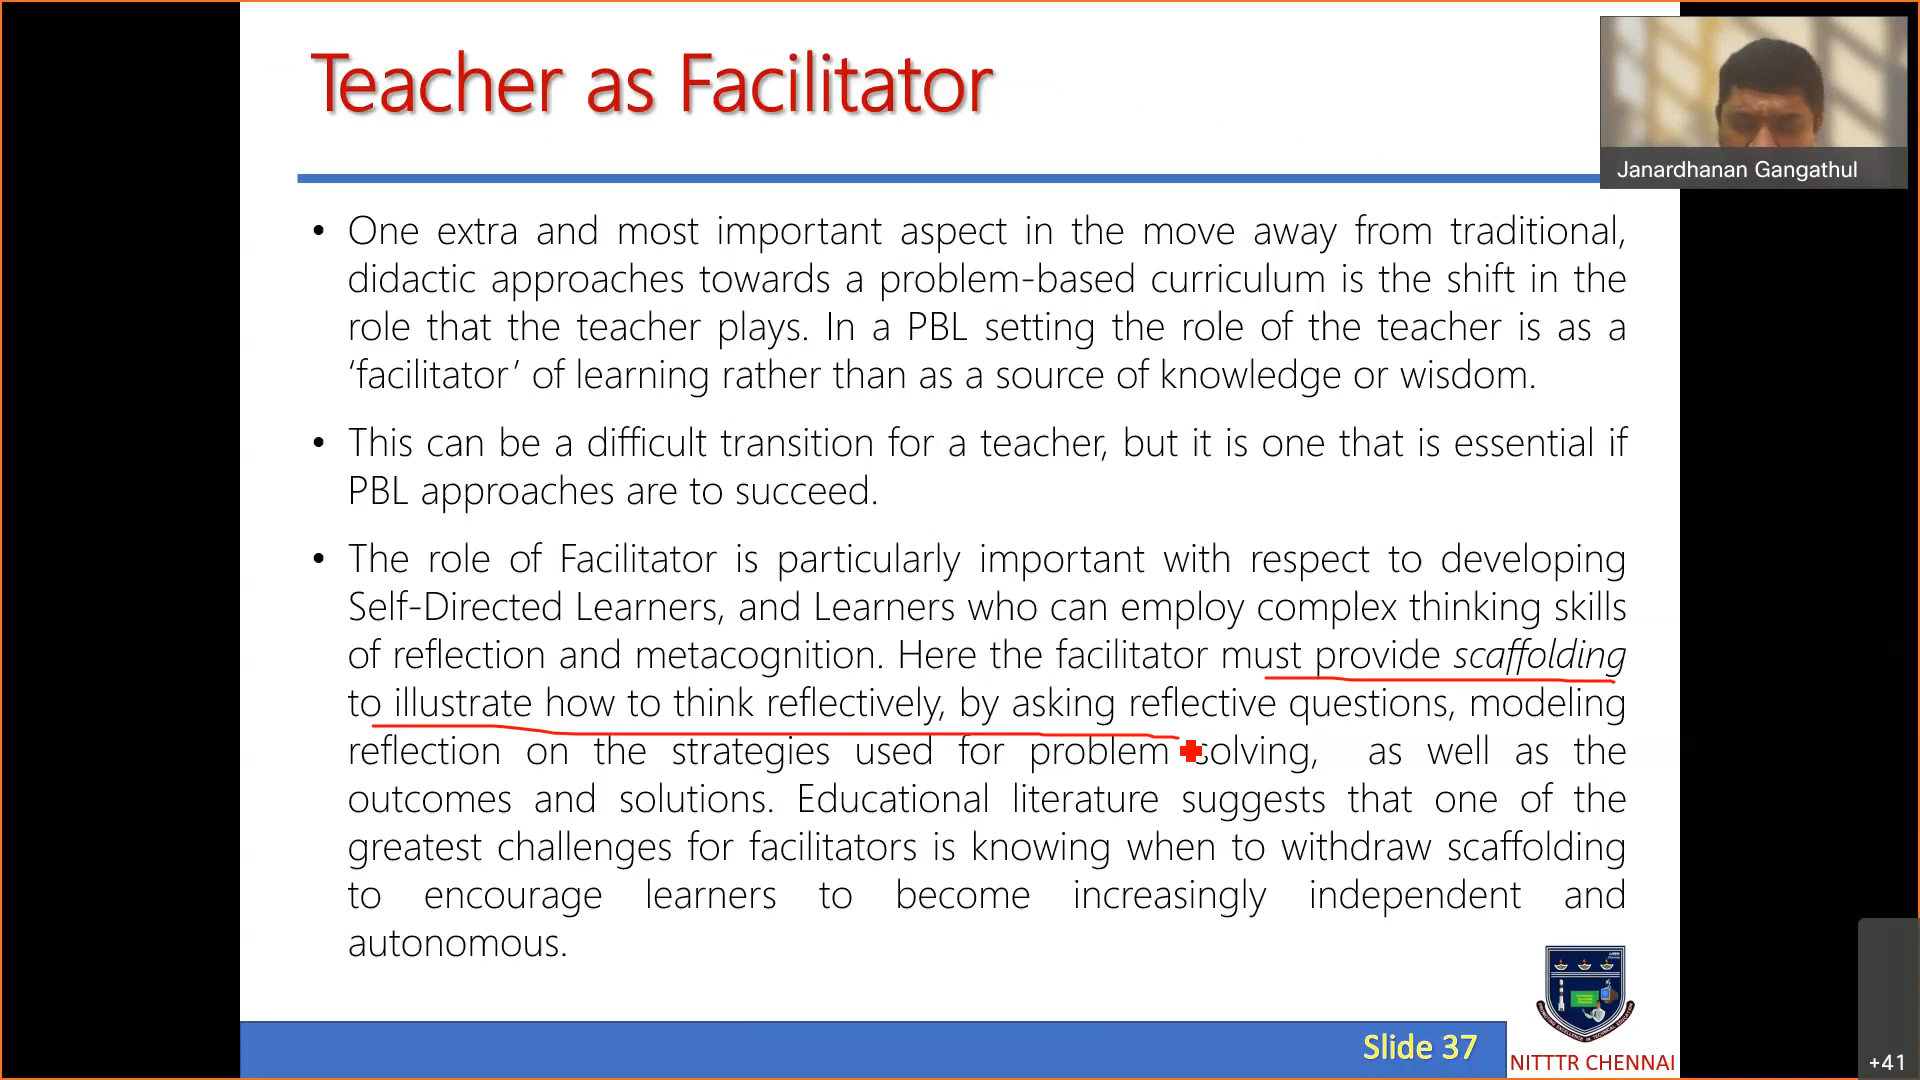 Teacher as Facilitator
Janardhanan Gangathul
• One extra and most important aspect in the move away from traditional,
didactic approaches towards a problem-based curriculum is the shift in the
role that the teacher plays. In a PBL setting the role of the teacher is as a
‘facilitator’ of learning rather than as a source of knowledge or wisdom.
• This can be a difficult transition for a teacher, but it is one that is essential if
PBL approaches are to succeed.
• The role of Facilitator is particularly important with respect to developing
Self-Directed Learners, and Learners who can employ complex thinking skills
of reflection and metacognition. Here the facilitator must provide scaffolding
to illustrate how to think reflectively, by asking reflective questions, modeling
reflection on the strategies used for problem solving, as well as the
outcomes and solutions. Educational literature suggests that one of the
greatest challenges for facilitators is knowing when to withdraw scaffolding
to encourage learners to become increasingly independent and
autonomous.
Slide 37
NITTTR CHENNAI
+41